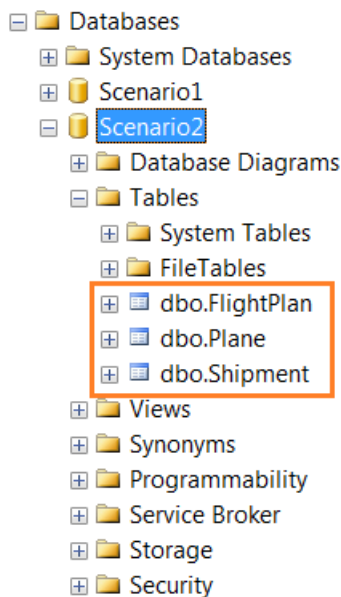 Databases
System Databases
Scenario1
Scenario2
Database Diagrams
Tables
System Tables
FileTables
dbo.FlightPlan
dbo.Plane
dbo.Shipment
Views
Synonyms
Programmability
Service Broker
Storage
Security